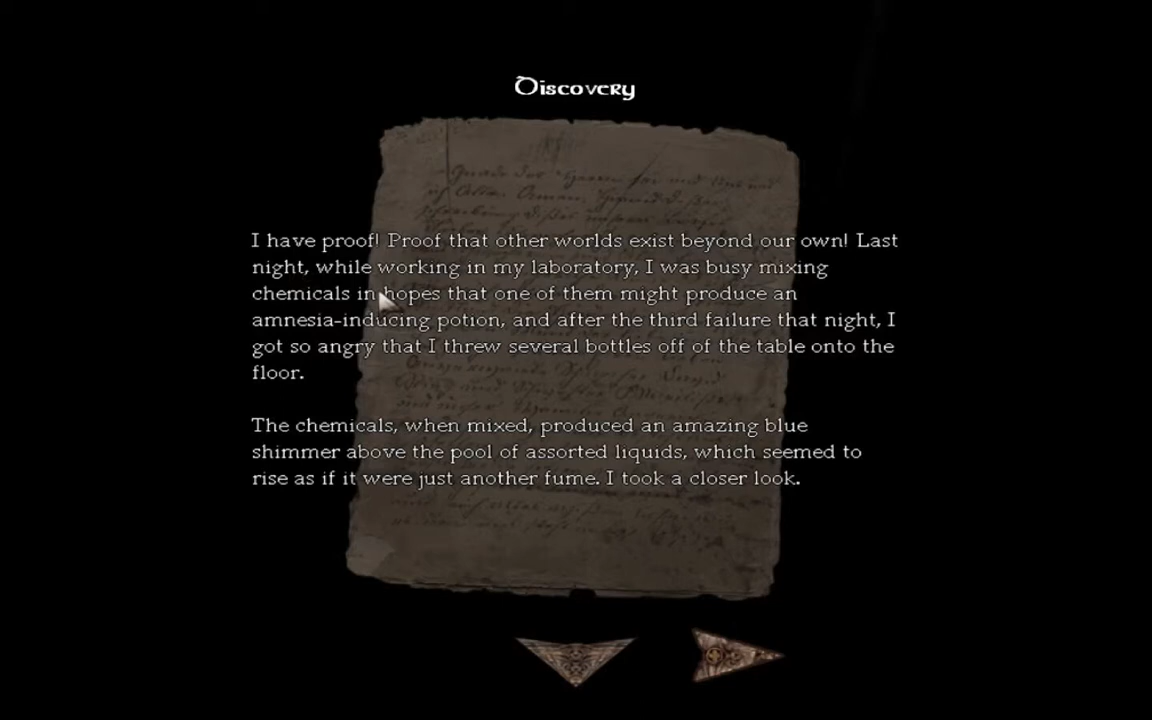 Discovery
I have proof! Proof that other worlds exist beyond our own! Last
night, while working in my laboratory, I was busy mixing
chemicals in hopes that one of them might produce an
amnesia-inducing potion, and after the third failure that night, I
got so angry that I threw several bottles off of the table onto the
floor.
The chemicals, when mixed, produced an amazing blue
shimmer above the pool of assorted liquids, which seemed to
rise as if it were just another fume. I took a closer look.